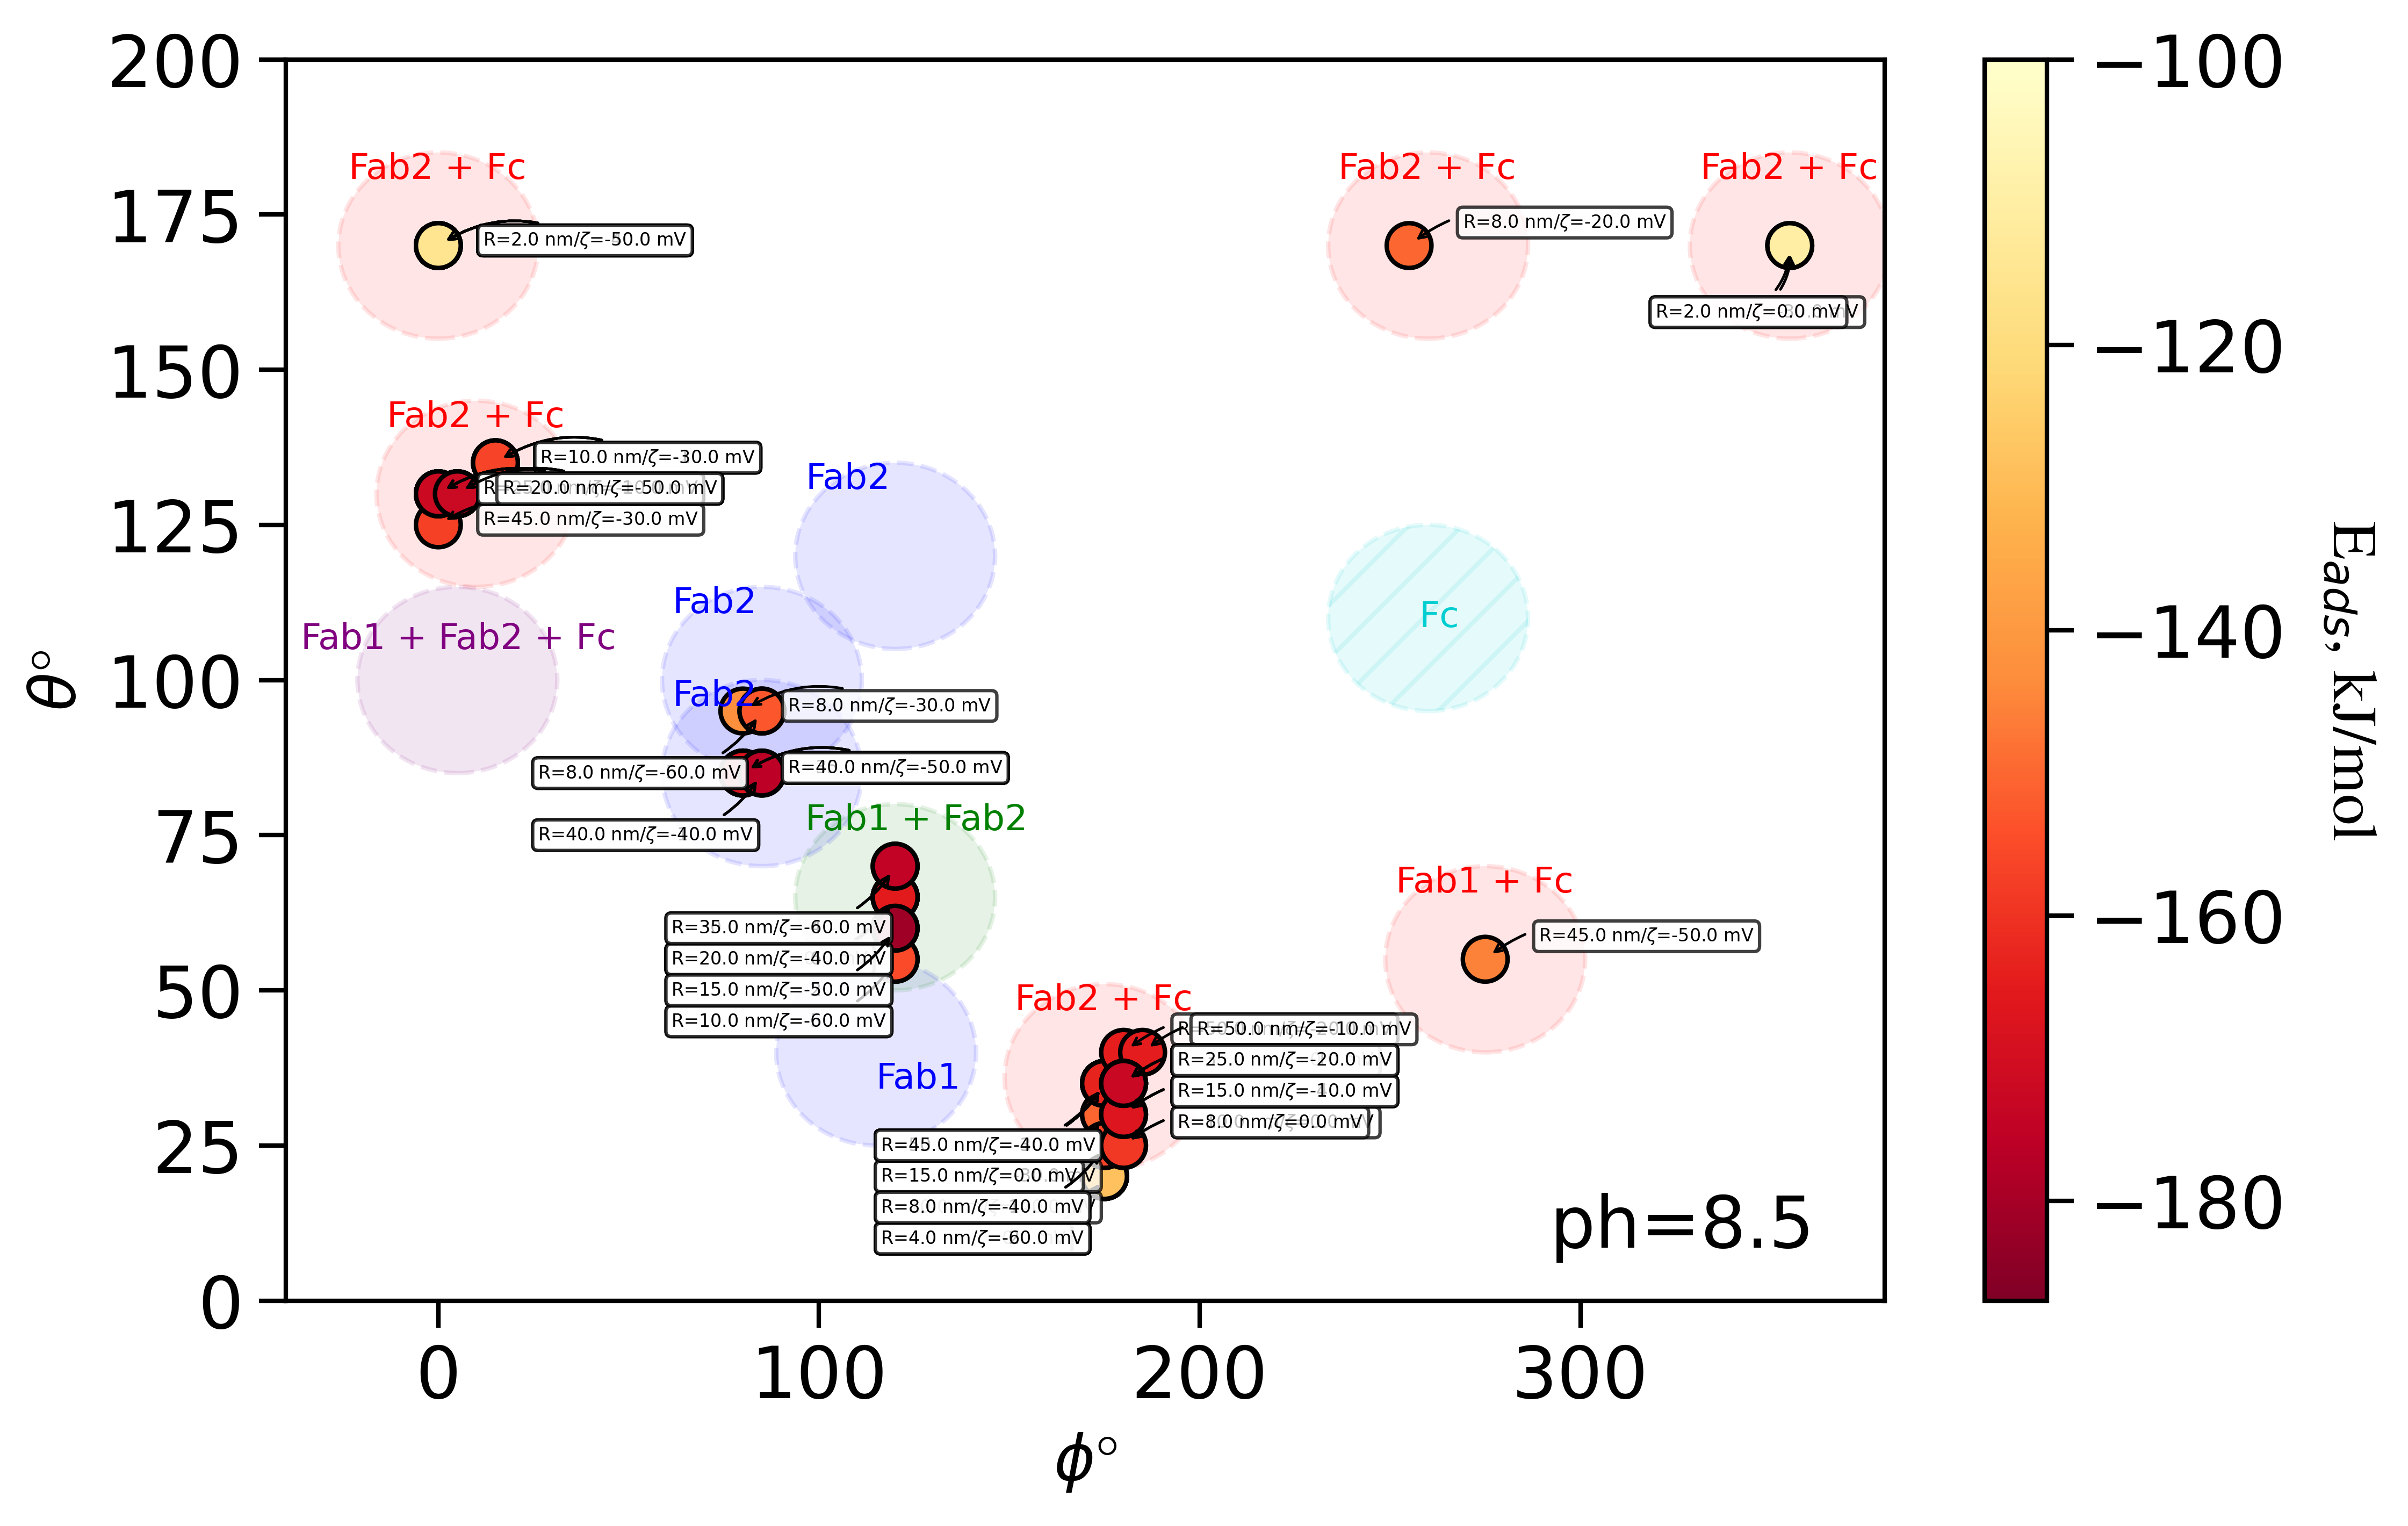 200
175
150
125
100
75
50
25
0
θ°
0
100
200
300
ϕ°
Fab2 + Fc
R=2.0 nm/ζ=-50.0 mV
Fab2 + Fc
R=8.0 nm/ζ=-20.0 mV
Fab2 + Fc
R=2.0 nm/ζ=0.0 mV
Fab2 + Fc
R=10.0 nm/ζ=-30.0 mV
R=20.0 nm/ζ=-50.0 mV
R=45.0 nm/ζ=-30.0 mV
Fab2
Fab2
Fc
Fab1 + Fab2 + Fc
Fab2
R=8.0 nm/ζ=-30.0 mV
R=8.0 nm/ζ=-60.0 mV
R=40.0 nm/ζ=-50.0 mV
R=40.0 nm/ζ=-40.0 mV
Fab1 + Fab2
R=35.0 nm/ζ=-60.0 mV
R=20.0 nm/ζ=-40.0 mV
R=15.0 nm/ζ=-50.0 mV
R=10.0 nm/ζ=-60.0 mV
Fab1 + Fc
R=45.0 nm/ζ=-50.0 mV
Fab2 + Fc
R=50.0 nm/ζ=-10.0 mV
R=25.0 nm/ζ=-20.0 mV
R=15.0 nm/ζ=-10.0 mV
R=8.0 nm/ζ=0.0 mV
Fab1
R=45.0 nm/ζ=-40.0 mV
R=15.0 nm/ζ=0.0 mV
R=8.0 nm/ζ=-40.0 mV
R=4.0 nm/ζ=-60.0 mV
ph=8.5
−100
−120
−140
−160
−180
Eads, kJ/mol